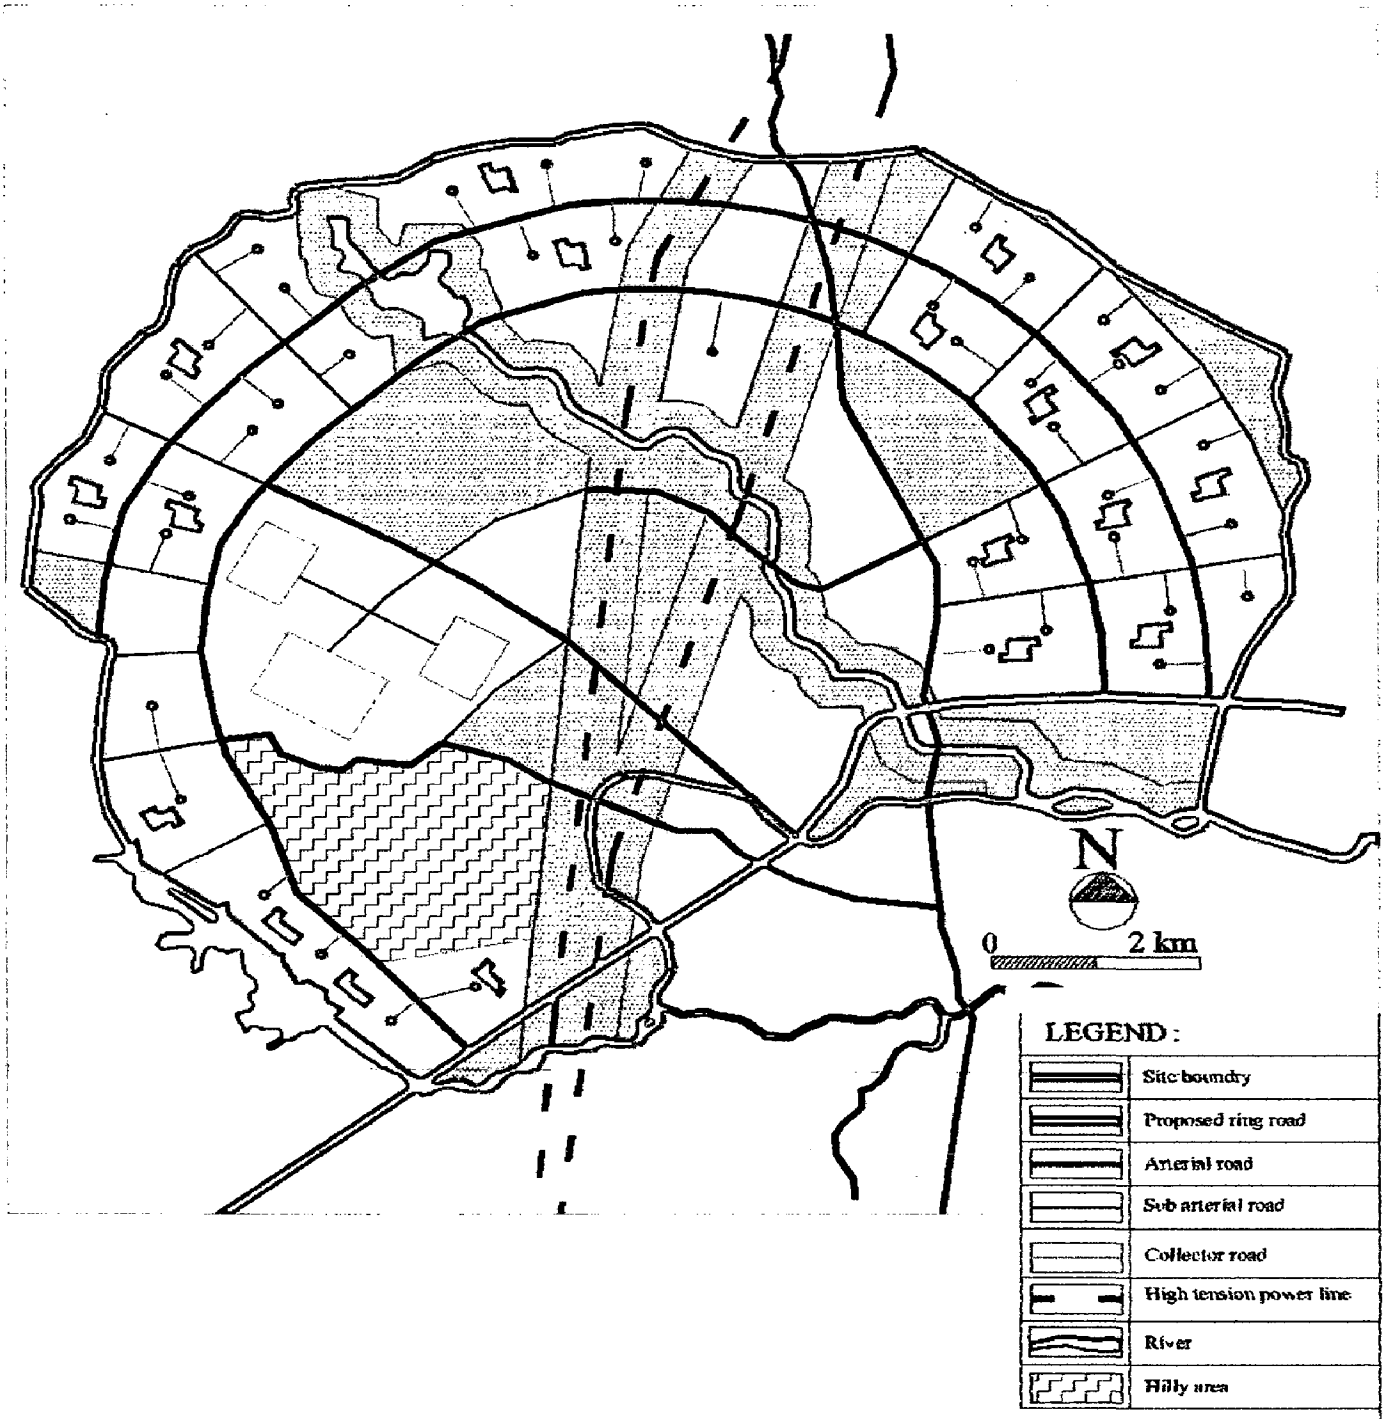 N
0 2 km
LEGEND :
Site boundry
Proposed ring road
Arterial road
Sub arterial road
Collector road
High tension power line
River
Hilly area